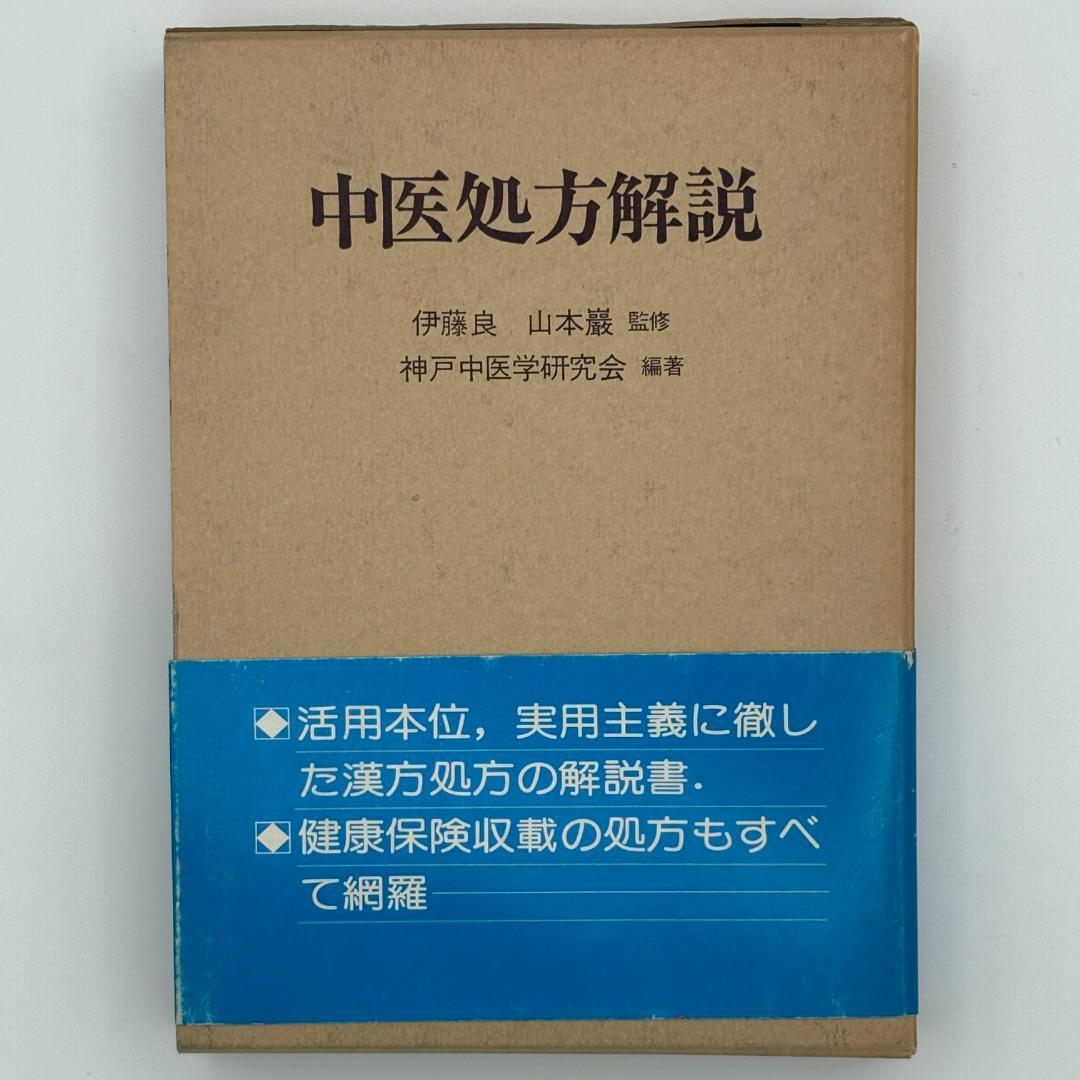 中医処方解説
伊藤良 山本巖 監修
神戸中医学研究会 編著
活用本位，実用主義に徹し
た漢方処方の解説書．
健康保険収載の処方もすべ
て網羅